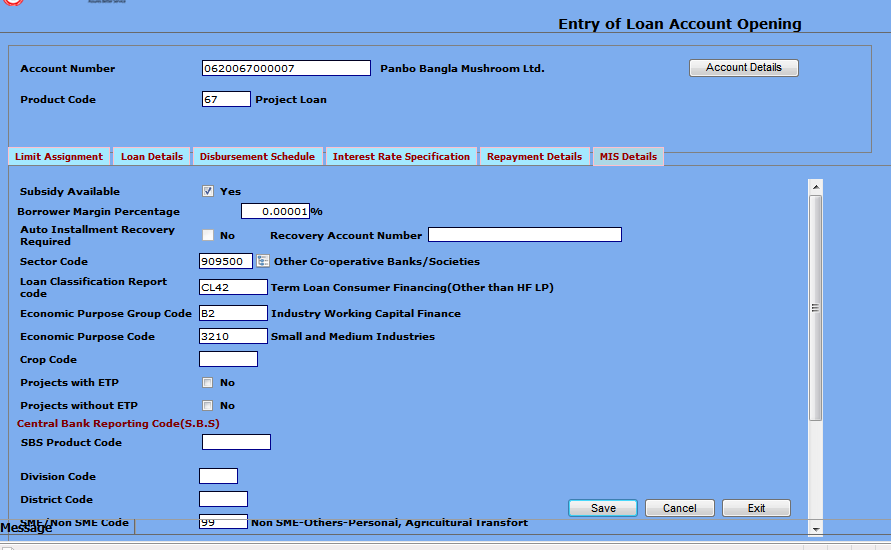 Entry of Loan Account Opening
Account Number 0620067000007 Panbo Bangla Mushroom Ltd. Account Details
Product Code 67 Project Loan
Limit Assignment Loan Details Disbursement Schedule Interest Rate Specification Repayment Details MIS Details
Subsidy Available Yes
Borrower Margin Percentage 0.00001 %
Auto Installment Recovery
Required No Recovery Account Number
Sector Code 909500 Other Co-operative Banks/Societies
Loan Classification Report
code CL42 Term Loan Consumer Financing(Other than HF LP)
Economic Purpose Group Code B2 Industry Working Capital Finance
Economic Purpose Code 3210 Small and Medium Industries
Crop Code
Projects with ETP No
Projects without ETP No
Central Bank Reporting Code(S.B.S)
SBS Product Code
Division Code
District Code
Save Cancel Exit
SME/Non SME Code 99 Non SME-Others-Personal, Agricultural Transfort
Message